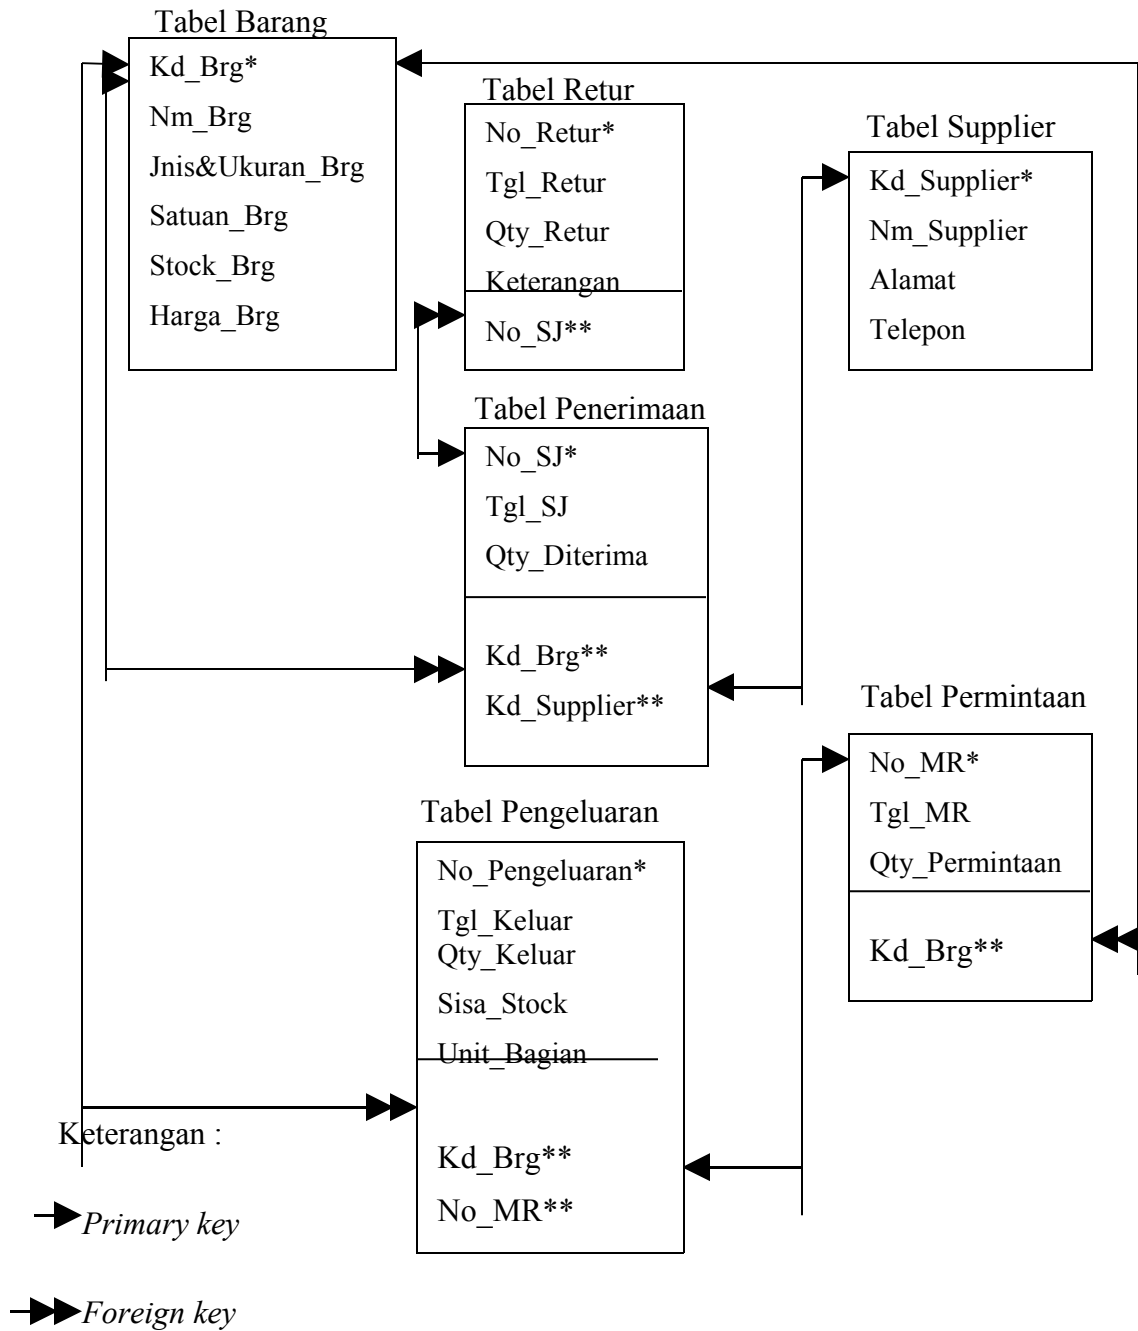 Tabel Barang
Kd_Brg*
Nm_Brg
Jnis&Ukuran_Brg
Satuan_Brg
Stock_Brg
Harga_Brg
Tabel Retur
No_Retur*
Tgl_Retur
Qty_Retur
Keterangan
No_SJ**
Tabel Supplier
Kd_Supplier*
Nm_Supplier
Alamat
Telepon
Tabel Penerimaan
No_SJ*
Tgl_SJ
Qty_Diterima
Kd_Brg**
Kd_Supplier**
Tabel Permintaan
No_MR*
Tgl_MR
Qty_Permintaan
Kd_Brg**
Tabel Pengeluaran
No_Pengeluaran*
Tgl_Keluar
Qty_Keluar
Sisa_Stock
Unit_Bagian
Kd_Brg**
No_MR**
Keterangan :
Primary key
Foreign key